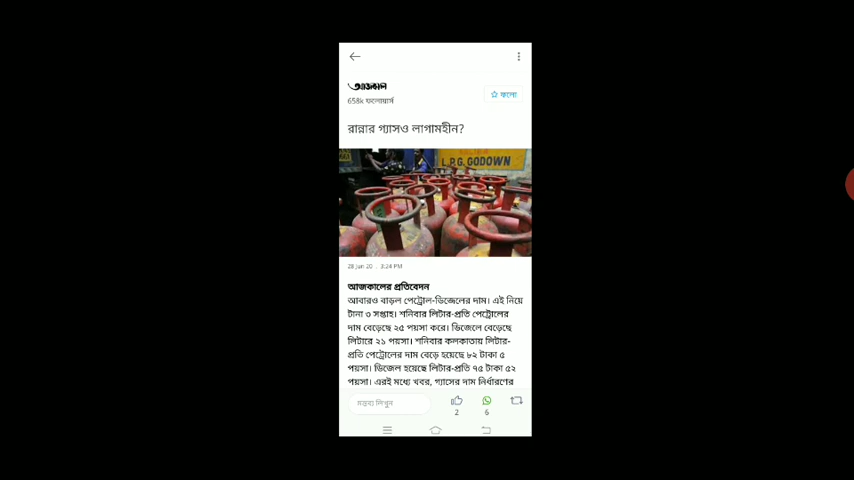 আজকাল
658k ফলোয়ার্স
ফলো
রান্নার গ্যাসও লাগামহীন?
L.P.G. GODOWN
28 Jun 20 . 3:24 PM
আজকালের প্রতিবেদন
আবারও বাড়ল পেট্রোল-ডিজেলের দাম। এই নিয়ে
টানা ৩ সপ্তাহ। শনিবার লিটার-প্রতি পেট্রোলের
দাম বেড়েছে ২৫ পয়সা করে। ডিজেলে বেড়েছে
লিটারে ২১ পয়সা। শনিবার কলকাতায় লিটার-
প্রতি পেট্রোলের দাম বেড়ে হয়েছে ৮২ টাকা ৫
পয়সা। ডিজেল হয়েছে লিটার-প্রতি ৭৫ টাকা ৫২
পয়সা। এরই মধ্যে খবর, গ্যাসের দাম নির্ধারণের
মন্তব্য লিখুন
2
6